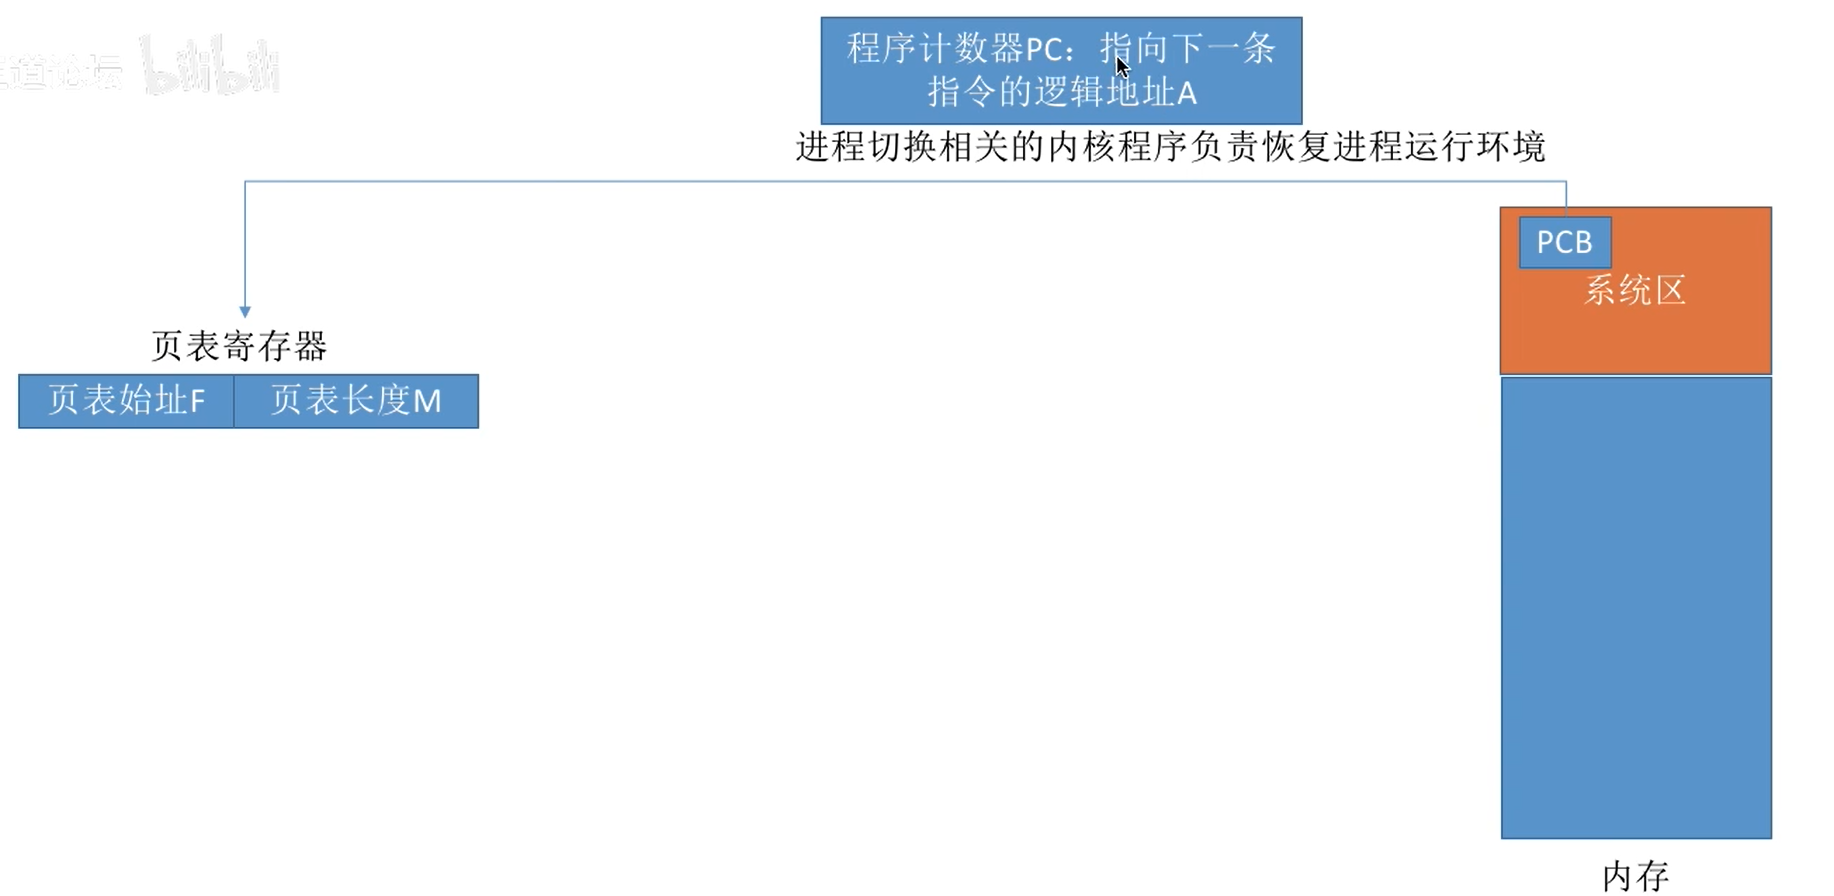 道论坛 bilibili
程序计数器PC：指向下一条
指令的逻辑地址A
进程切换相关的内核程序负责恢复进程运行环境
PCB
系统区
页表寄存器
页表始址F
页表长度M
内存